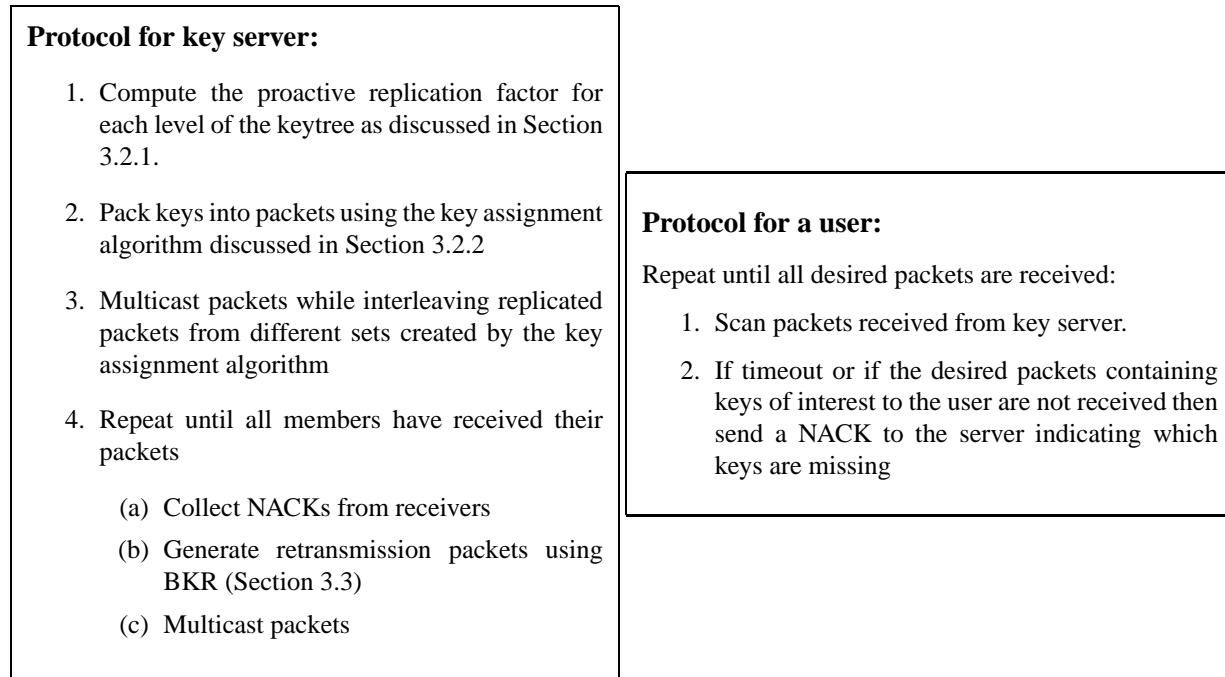 Protocol for key server:
1. Compute the proactive replication factor for
each level of the keytree as discussed in Section
3.2.1.
2. Pack keys into packets using the key assignment
algorithm discussed in Section 3.2.2
3. Multicast packets while interleaving replicated
packets from different sets created by the key
assignment algorithm
4. Repeat until all members have received their
packets
(a) Collect NACKs from receivers
(b) Generate retransmission packets using
BKR (Section 3.3)
(c) Multicast packets
Protocol for a user:
Repeat until all desired packets are received:
1. Scan packets received from key server.
2. If timeout or if the desired packets containing
keys of interest to the user are not received then
send a NACK to the server indicating which
keys are missing